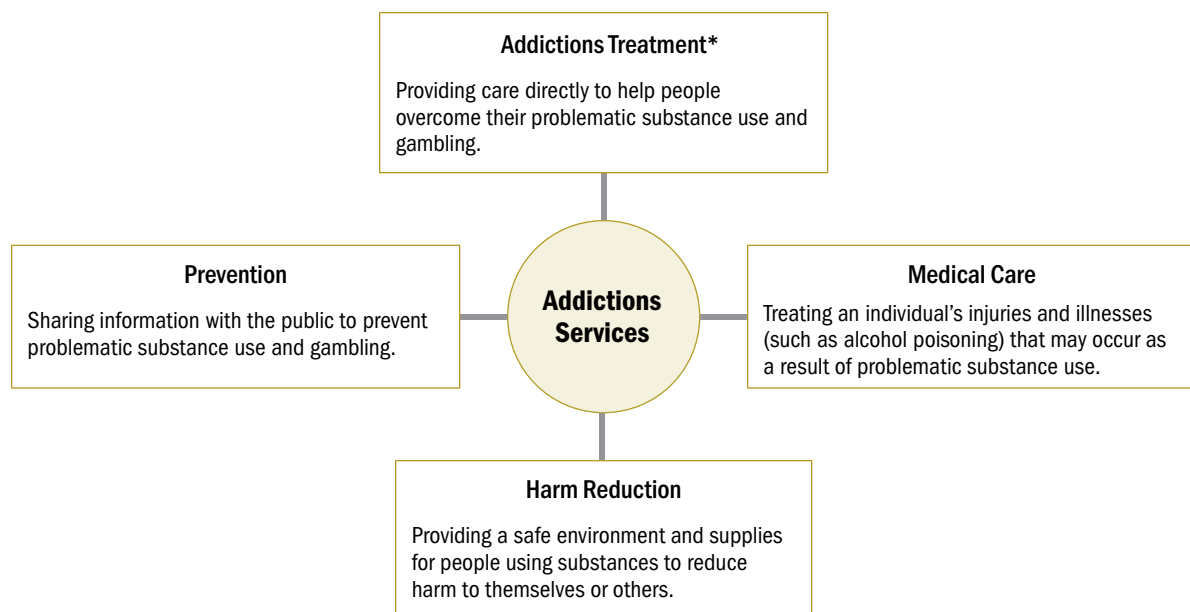 Addictions Treatment*
Providing care directly to help people
overcome their problematic substance use and
gambling.
Prevention
Sharing information with the public to prevent
problematic substance use and gambling.
Addictions
Services
Medical Care
Treating an individual’s injuries and illnesses
(such as alcohol poisoning) that may occur as
a result of problematic substance use.
Harm Reduction
Providing a safe environment and supplies
for people using substances to reduce
harm to themselves or others.